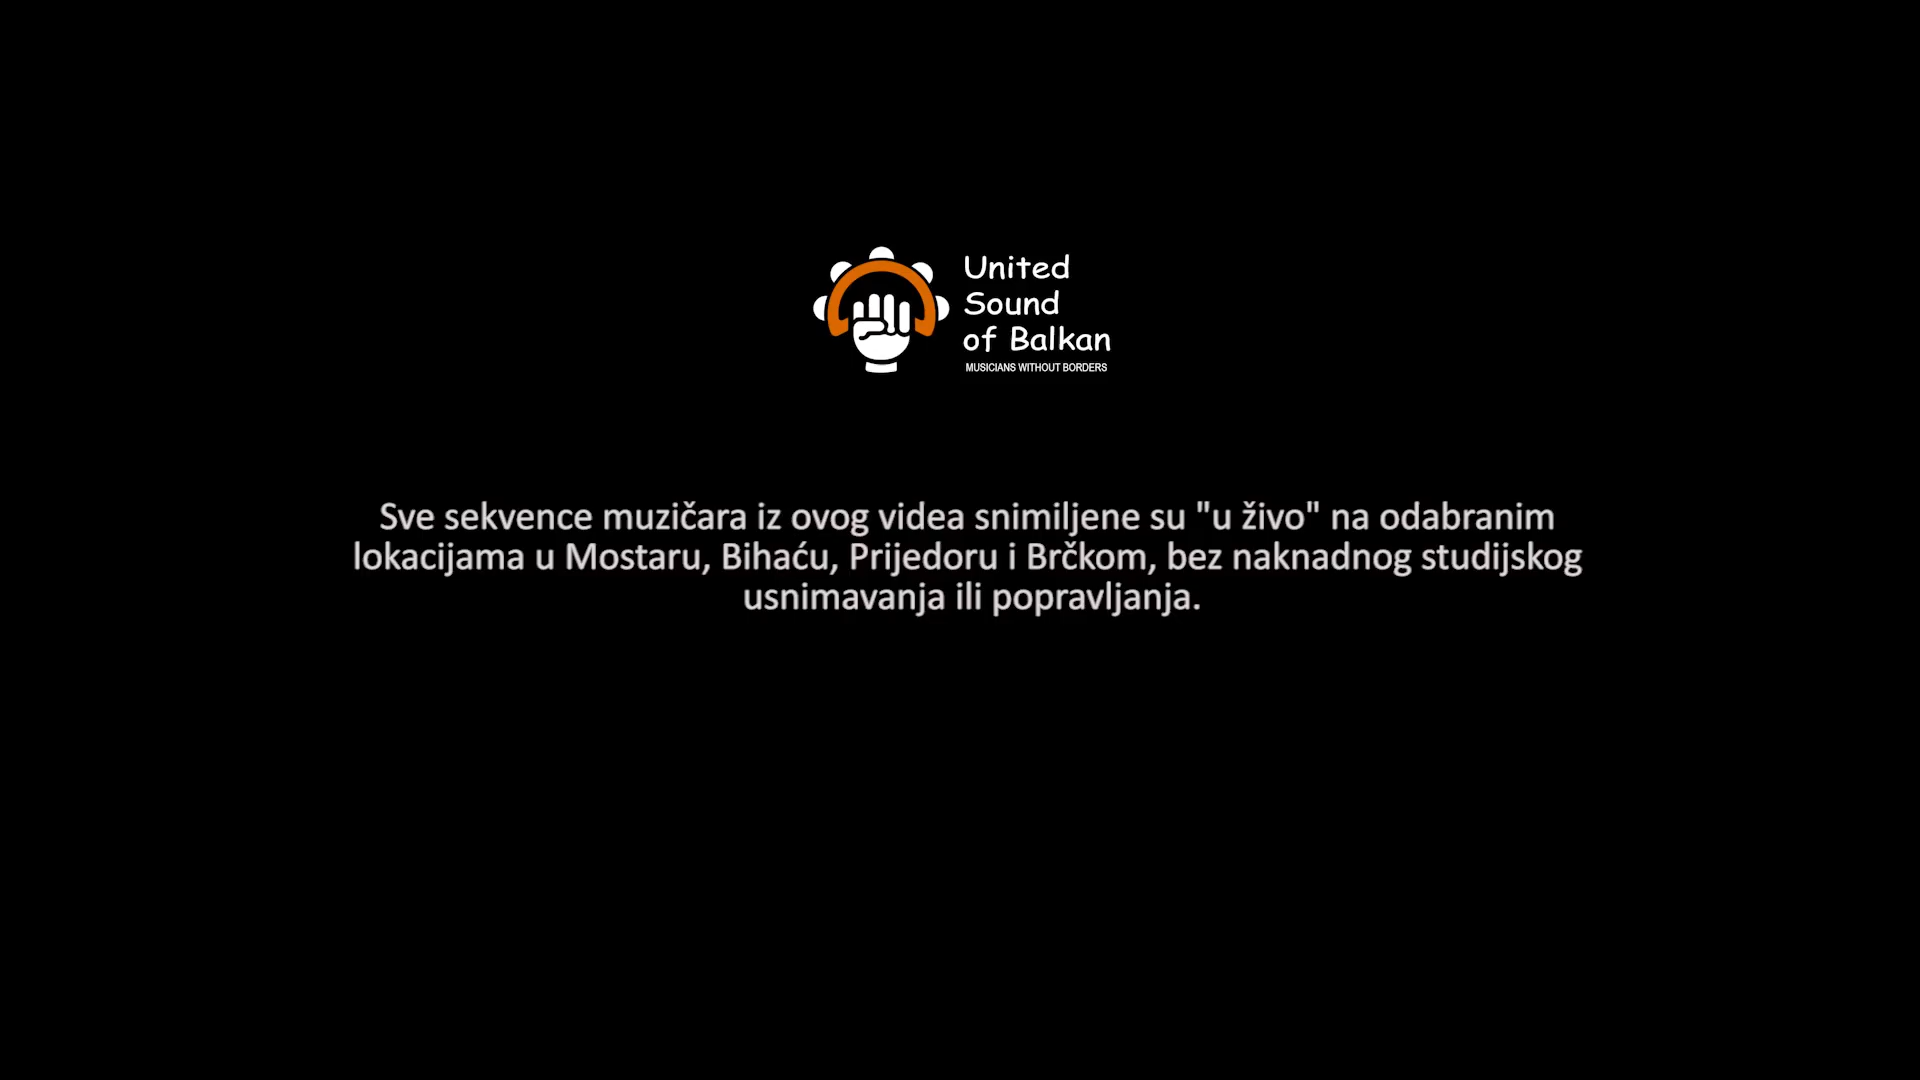 United
Sound
of Balkan
MUSICIANS WITHOUT BORDERS
Sve sekvence muzičara iz ovog videa snimiljene su "u živo" na odabranim
lokacijama u Mostaru, Bihaću, Prijedoru i Brčkom, bez naknadnog studijskog
usnimavanja ili popravljanja.